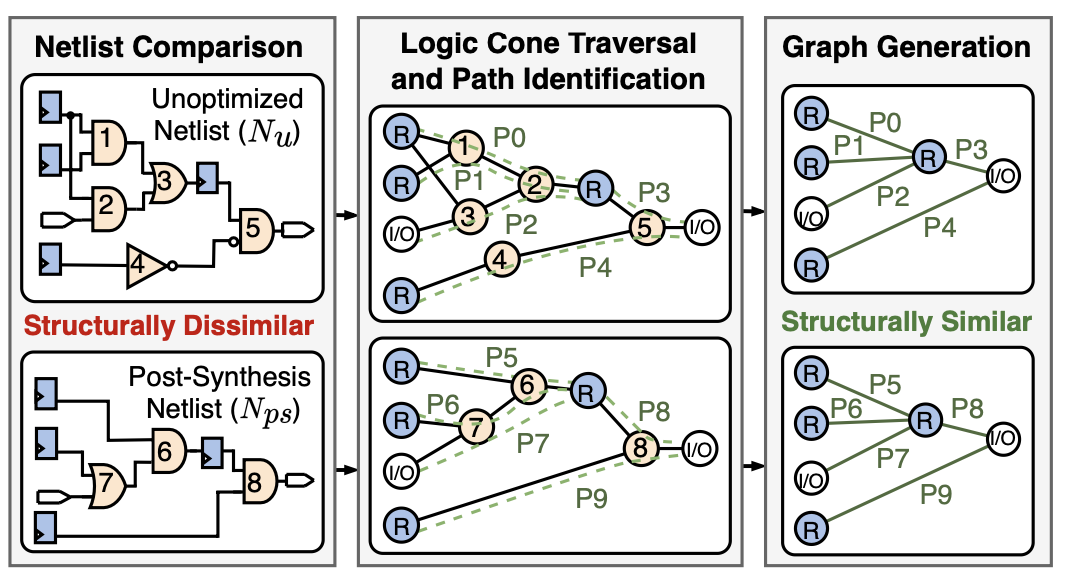 Netlist Comparison
Unoptimized
Netlist (Nu)
1
2
3
4
5
Structurally Dissimilar
Post-Synthesis
Netlist (Nps)
6
7
8
Logic Cone Traversal
and Path Identification
R
1
P0
R
P1
2
R
P3
I/O
3
P2
5
I/O
4
P4
R
R
P5
6
R
R
P6
7
P8
I/O
P7
8
I/O
P9
R
Graph Generation
R
P0
R
P1
R
P3
I/O
I/O
P2
P4
R
Structurally Similar
R
P5
R
P6
R
P8
I/O
I/O
P7
P9
R